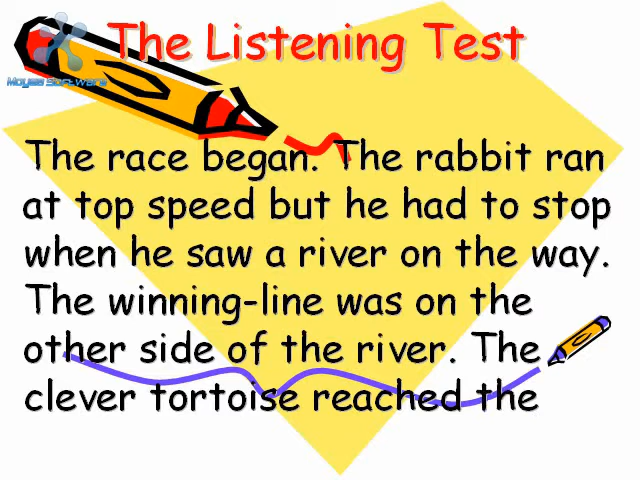 The Listening Test
Moyea Software
The race began. The rabbit ran
at top speed but he had to stop
when he saw a river on the way.
The winning-line was on the
other side of the river. The
clever tortoise reached the